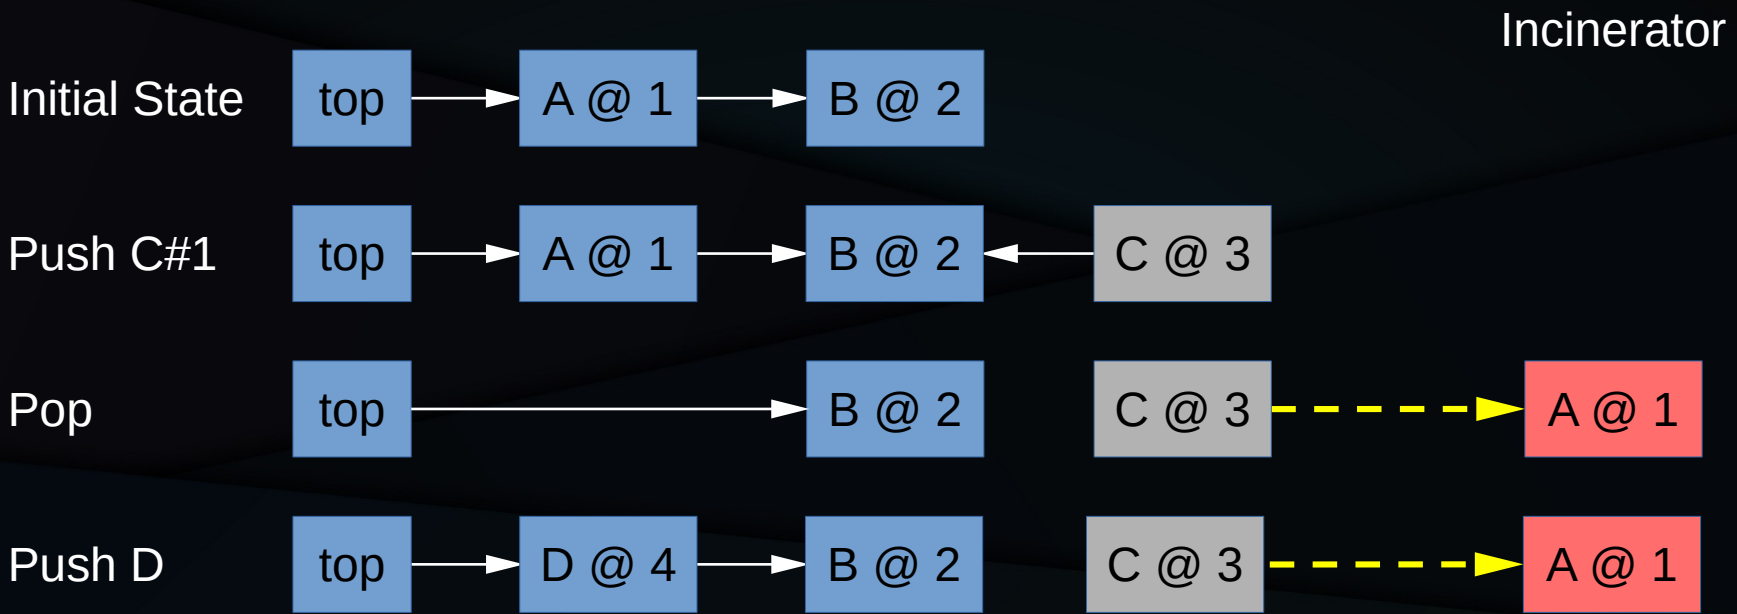 Incinerator
Initial State top A @ 1 B @ 2
Push C#1 top A @ 1 B @ 2 C @ 3
Pop top B @ 2 C @ 3 A @ 1
Push D top D @ 4 B @ 2 C @ 3 A @ 1